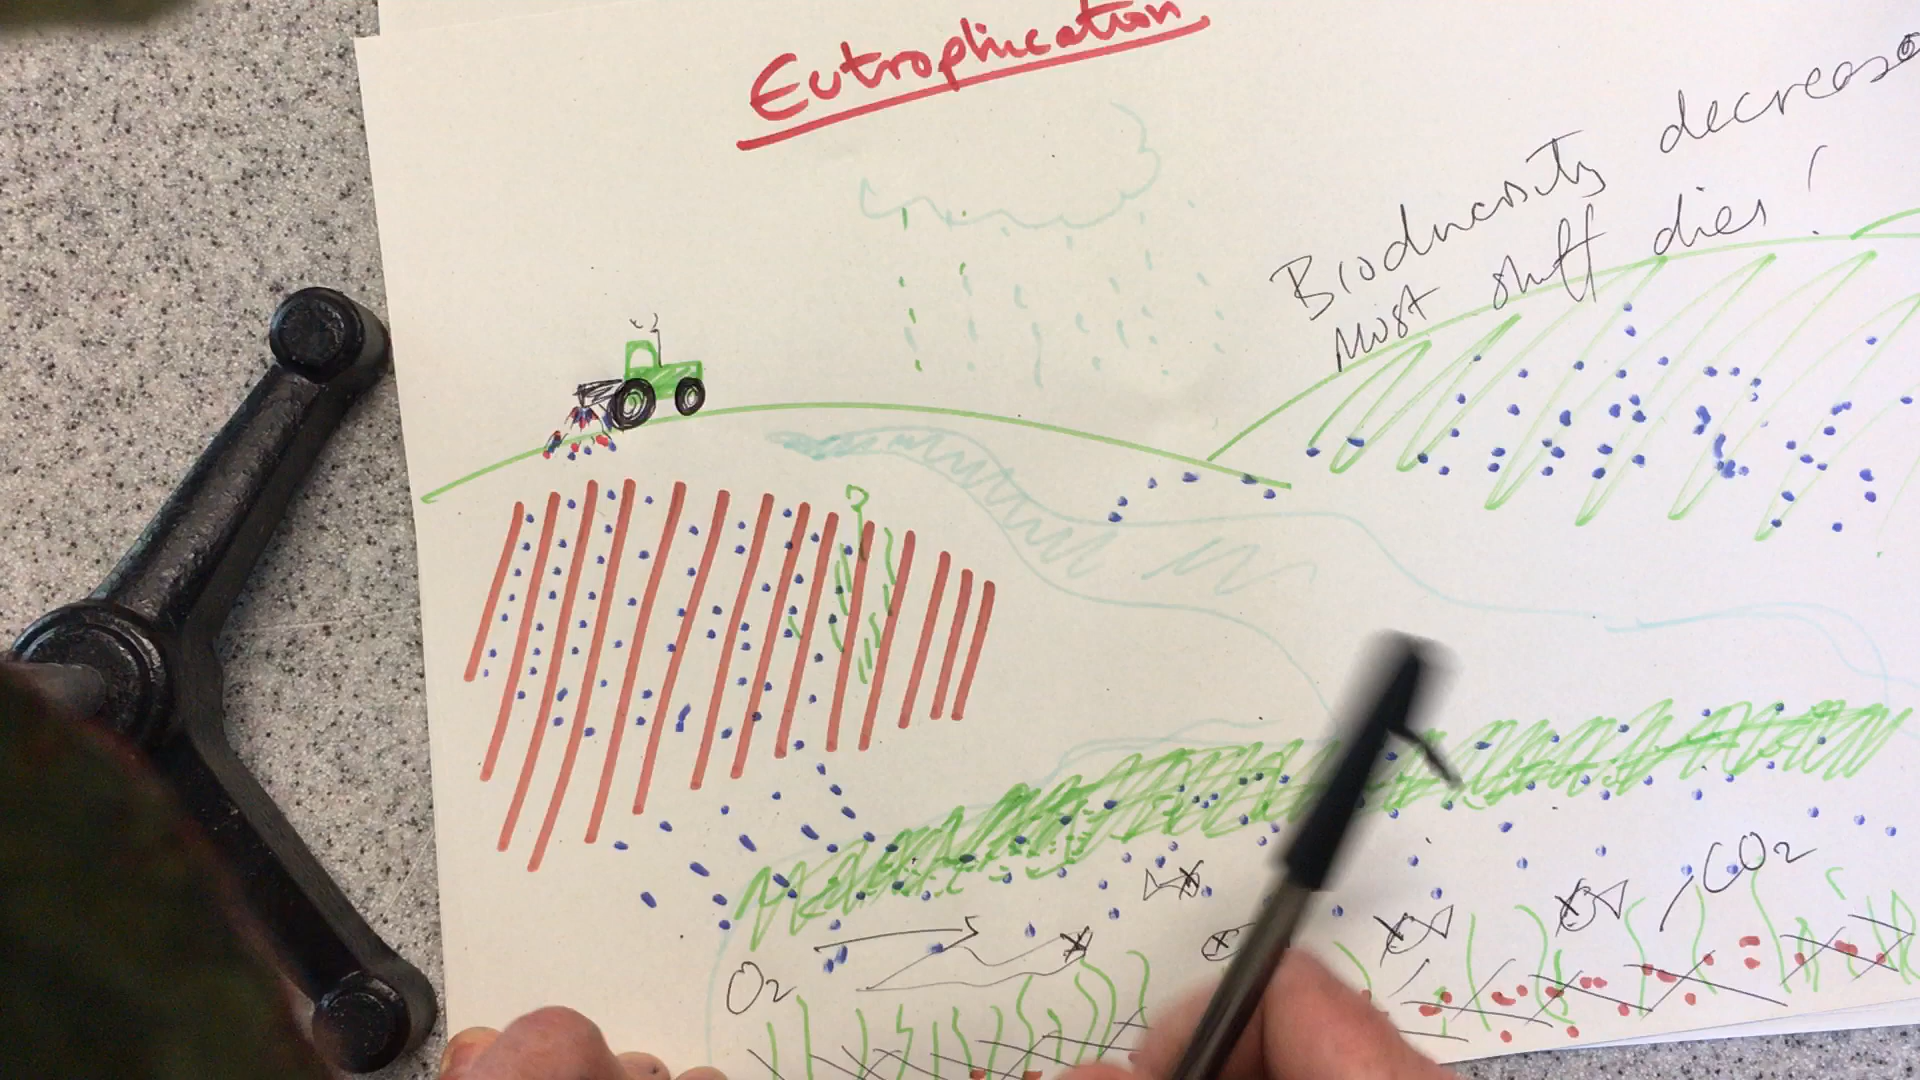 Eutrophication
Biodiversity decreases
Most stuff dies!
CO2
O2